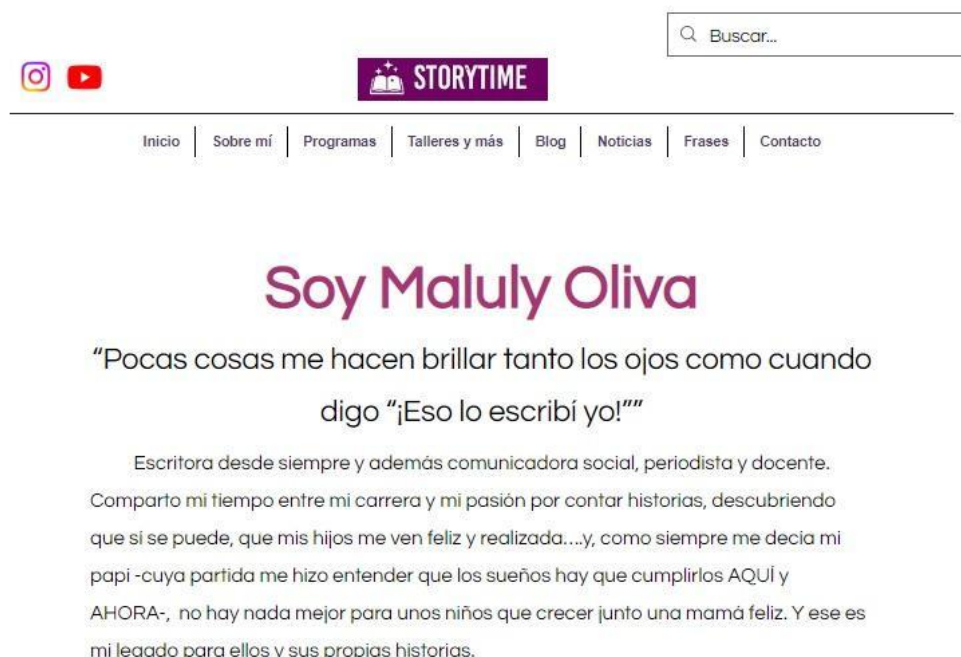 Buscar...
STORYTIME
Inicio Sobre mí Programas Talleres y más Blog Noticias Frases Contacto
Soy Maluly Oliva
“Pocas cosas me hacen brillar tanto los ojos como cuando
digo “¡Eso lo escribí yo!””
Escritora desde siempre y además comunicadora social, periodista y docente.
Comparto mi tiempo entre mi carrera y mi pasión por contar historias, descubriendo
que si se puede, que mis hijos me ven feliz y realizada....y, como siempre me decia mi
papi -cuya partida me hizo entender que los sueños hay que cumplirlos AQUÍ y
AHORA-, no hay nada mejor para unos niños que crecer junto una mamá feliz. Y ese es
mi legado para ellos y sus propias historias.